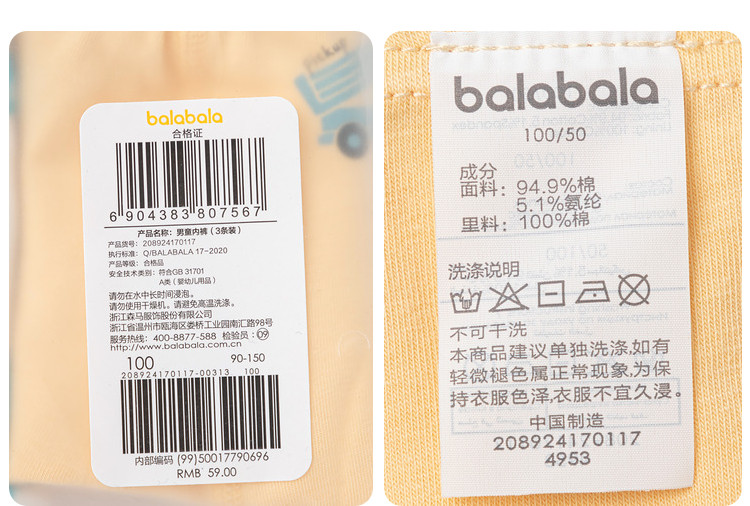 pickup
balabala
合格证
6 904383 807567
产品名称：男童内裤（3条装）
产品货号：208924170117
执行标准：Q/BALABALA 17-2020
产品等级：合格品
安全技术类别：符合GB 31701
A类（婴幼儿用品）
请勿在水中长时间浸泡。
请勿使用干燥机，请避免高温洗涤。
浙江森马服饰股份有限公司
浙江省温州市瓯海区娄桥工业园南汇路98号
服务热线：400-8877-588 检验员：09
http://www.balabala.com.cn
100 90-150
208924170117-00313 100
内部编码 (99)50017790696
RMB 59.00
balabala
100/50
成分
面料：94.9%棉
5.1%氨纶
里料：100%棉
洗涤说明
不可干洗
本商品建议单独洗涤，如有
轻微褪色属正常现象，为保
持衣服色泽，衣服不宜久浸。
中国制造
208924170117
4953